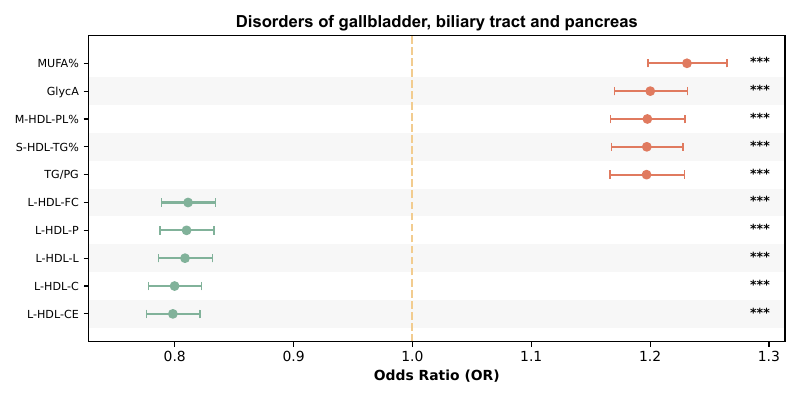 Disorders of gallbladder, biliary tract and pancreas
MUFA% ***
GlycA ***
M-HDL-PL% ***
S-HDL-TG% ***
TG/PG ***
L-HDL-FC ***
L-HDL-P ***
L-HDL-L ***
L-HDL-C ***
L-HDL-CE ***
0.8 0.9 1.0 1.1 1.2 1.3
Odds Ratio (OR)